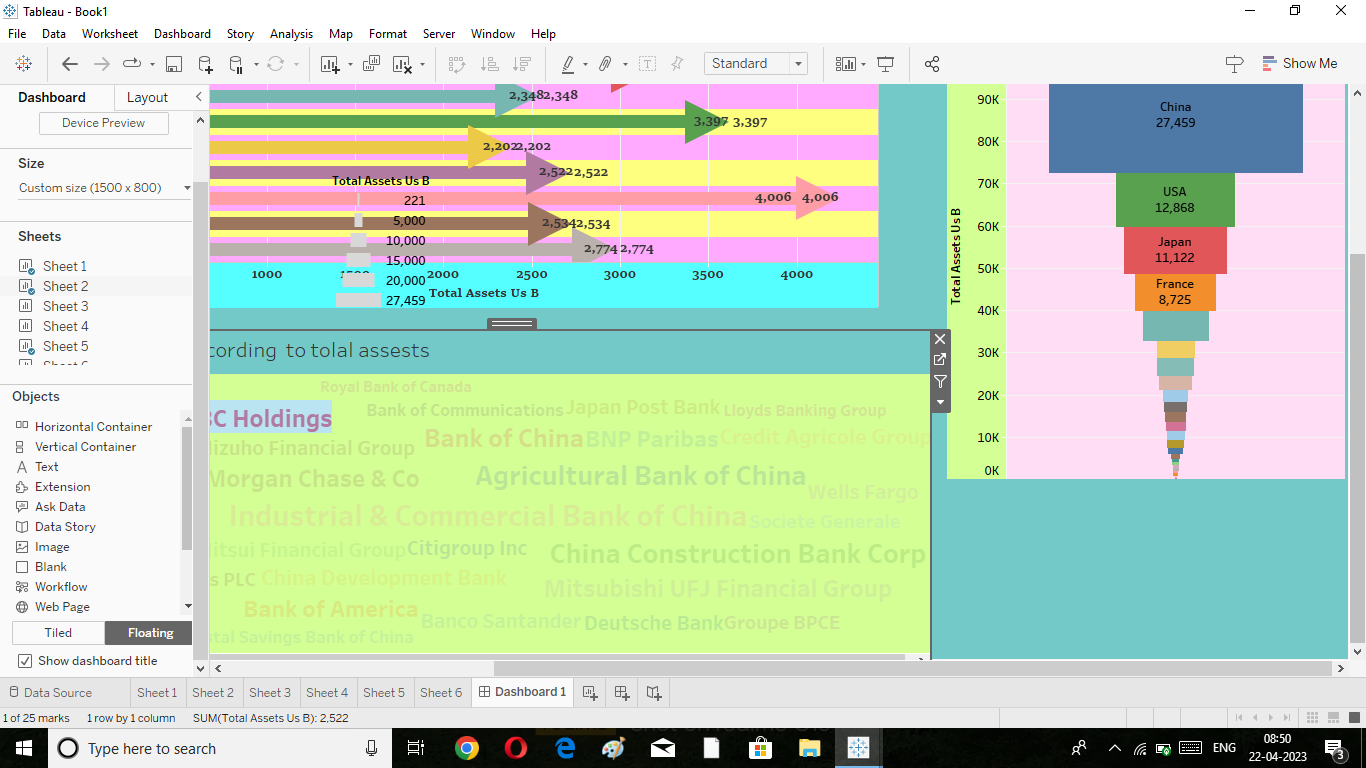 Tableau - Book1
File Data Worksheet Dashboard Story Analysis Map Format Server Window Help
Standard
Show Me
Dashboard Layout
Device Preview
Size
Custom size (1500 x 800)
Sheets
Sheet 1
Sheet 2
Sheet 3
Sheet 4
Sheet 5
Objects
Horizontal Container
Vertical Container
Text
Extension
Ask Data
Data Story
Image
Blank
Workflow
Web Page
Tiled Floating
Show dashboard title
2,348 2,348
3,397 3,397
2,202 2,202
2,522 2,522
4,006 4,006
2,534 2,534
2,774 2,774
1000 1500 2000 2500 3000 3500 4000
Total Assets Us B
Total Assets Us B
221
5,000
10,000
15,000
20,000
27,459
cording to tolal assests
Royal Bank of Canada
BC Holdings Bank of Communications Japan Post Bank Lloyds Banking Group
izuho Financial Group Bank of China BNP Paribas Credit Agricole Group
Morgan Chase & Co Agricultural Bank of China
Wells Fargo
Industrial & Commercial Bank of China Societe Generale
itsui Financial Group Citigroup Inc China Construction Bank Corp
s PLC China Development Bank Mitsubishi UFJ Financial Group
Bank of America Banco Santander Deutsche Bank Groupe BPCE
tal Savings Bank of China
Total Assets Us B
90K
80K
70K
60K
50K
40K
30K
20K
10K
0K
China
27,459
USA
12,868
Japan
11,122
France
8,725
Data Source Sheet 1 Sheet 2 Sheet 3 Sheet 4 Sheet 5 Sheet 6 Dashboard 1
1 of 25 marks 1 row by 1 column SUM(Total Assets Us B): 2,522
Type here to search
ENG
08:50
22-04-2023
3